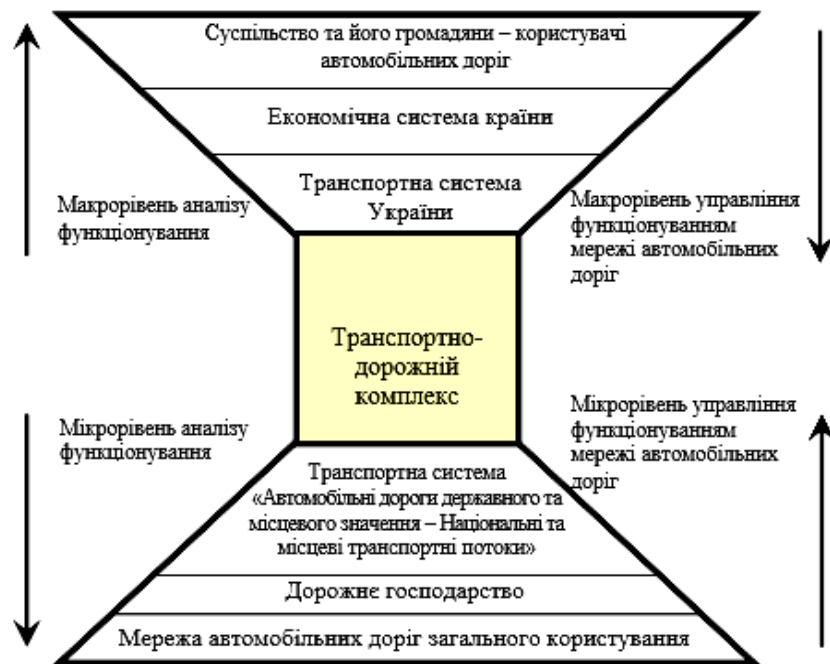 Суспільство та його громадяни – користувачі
автомобільних доріг
Економічна система країни
Транспортна система
України
Макрорівень аналізу
функціонування
Макрорівень управління
функціонуванням
мережі автомобільних
доріг
Транспортно-
дорожній
комплекс
Мікрорівень аналізу
функціонування
Мікрорівень управління
функціонуванням
мережі автомобільних
доріг
Транспортна система
«Автомобільні дороги державного та
місцевого значення – Національні та
місцеві транспортні потоки»
Дорожнє господарство
Мережа автомобільних доріг загального користування